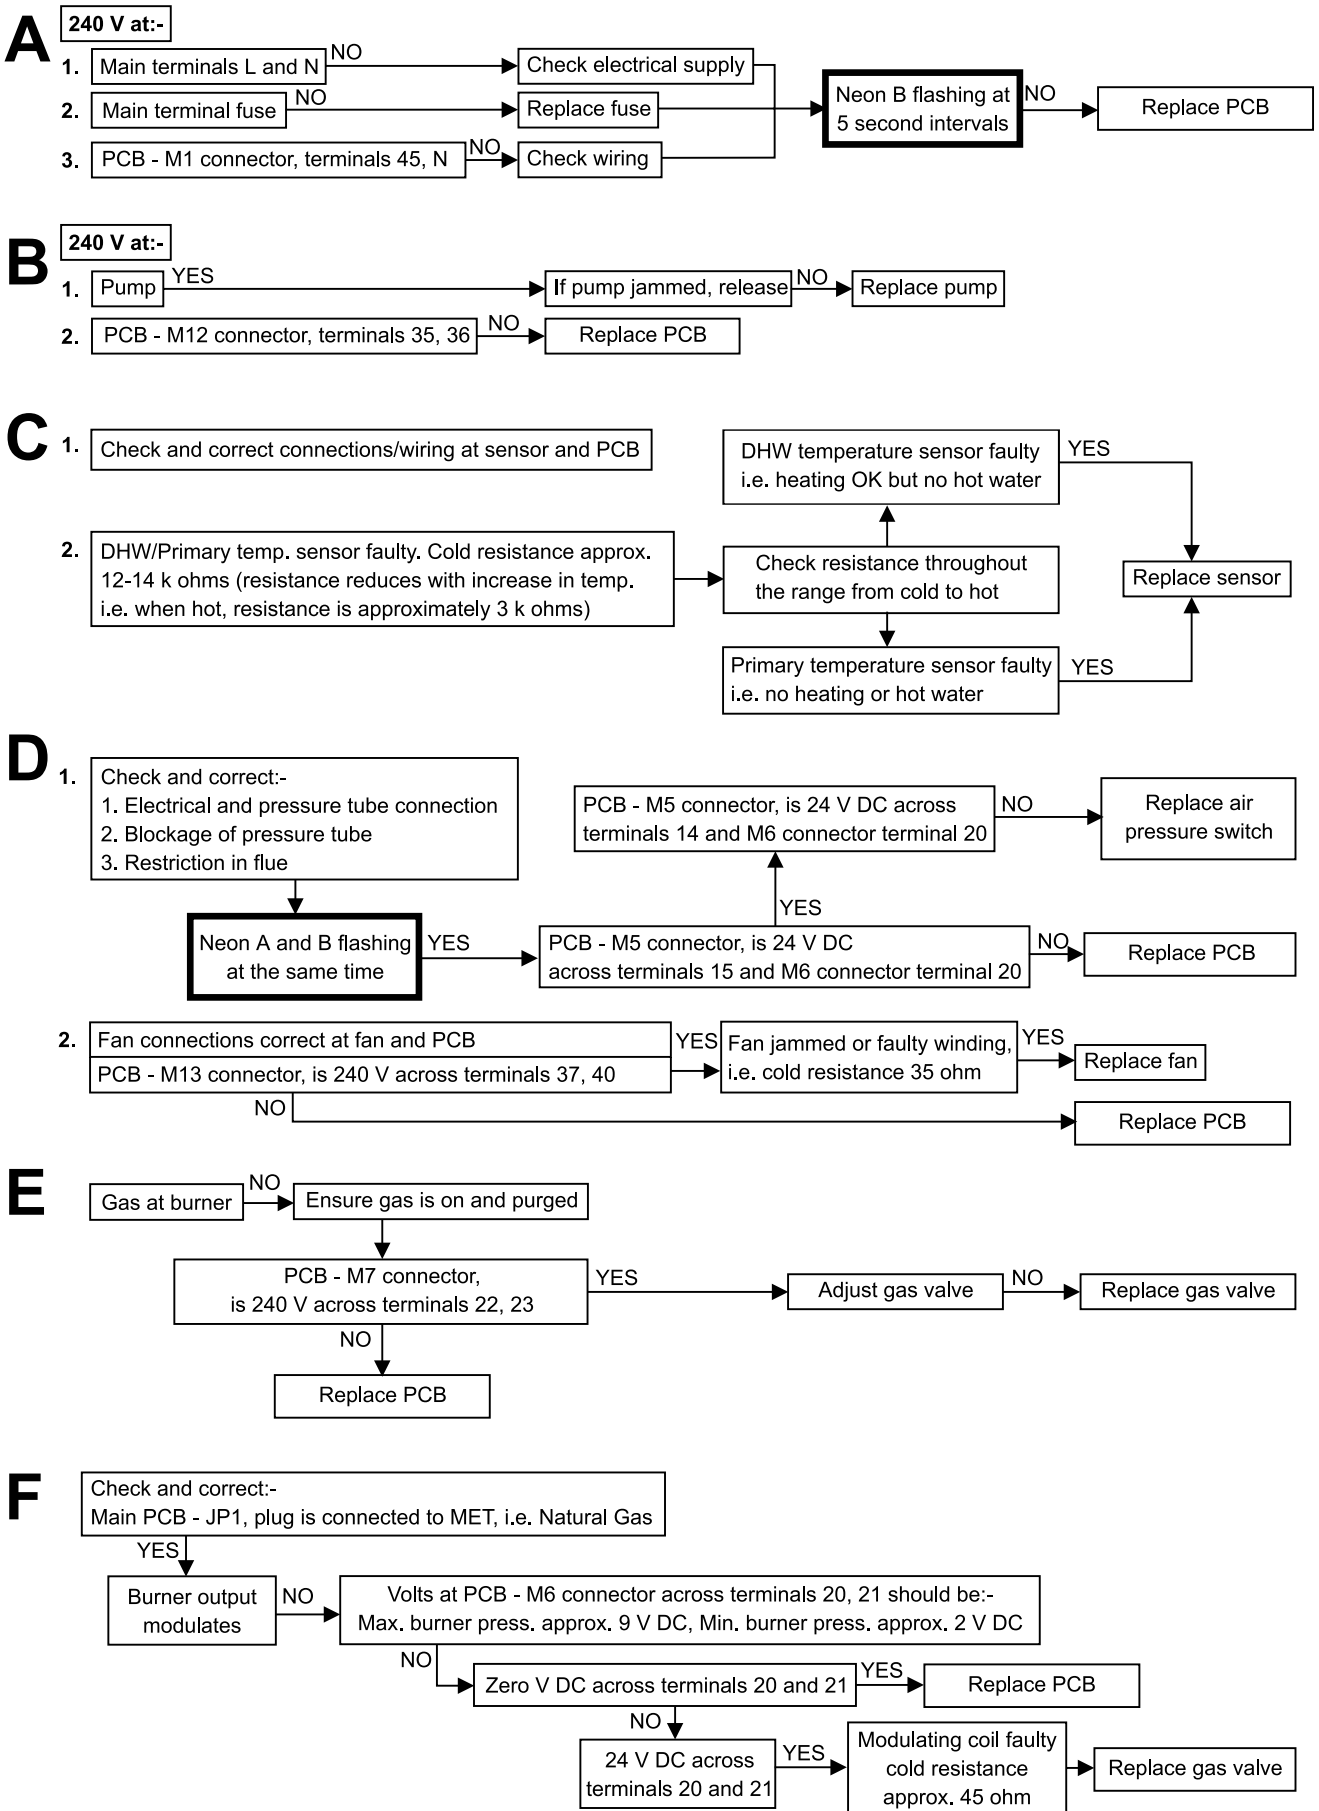 A
240 V at:-
1. Main terminals L and N
NO
Check electrical supply
2. Main terminal fuse
NO
Replace fuse
3. PCB - M1 connector, terminals 45, N
NO
Check wiring
Neon B flashing at
5 second intervals
NO
Replace PCB
B
240 V at:-
1. Pump
YES
If pump jammed, release
NO
Replace pump
2. PCB - M12 connector, terminals 35, 36
NO
Replace PCB
C
1. Check and correct connections/wiring at sensor and PCB
2. DHW/Primary temp. sensor faulty. Cold resistance approx.
12-14 k ohms (resistance reduces with increase in temp.
i.e. when hot, resistance is approximately 3 k ohms)
DHW temperature sensor faulty
i.e. heating OK but no hot water
YES
Check resistance throughout
the range from cold to hot
Replace sensor
Primary temperature sensor faulty
i.e. no heating or hot water
YES
D
1. Check and correct:-
1. Electrical and pressure tube connection
2. Blockage of pressure tube
3. Restriction in flue
PCB - M5 connector, is 24 V DC across
terminals 14 and M6 connector terminal 20
NO
Replace air
pressure switch
YES
Neon A and B flashing
at the same time
YES
PCB - M5 connector, is 24 V DC
across terminals 15 and M6 connector terminal 20
NO
Replace PCB
2. Fan connections correct at fan and PCB
PCB - M13 connector, is 240 V across terminals 37, 40
YES
Fan jammed or faulty winding,
i.e. cold resistance 35 ohm
YES
Replace fan
NO
Replace PCB
E
Gas at burner
NO
Ensure gas is on and purged
PCB - M7 connector,
is 240 V across terminals 22, 23
YES
Adjust gas valve
NO
Replace gas valve
NO
Replace PCB
F
Check and correct:-
Main PCB - JP1, plug is connected to MET, i.e. Natural Gas
YES
Burner output
modulates
NO
Volts at PCB - M6 connector across terminals 20, 21 should be:-
Max. burner press. approx. 9 V DC, Min. burner press. approx. 2 V DC
NO
Zero V DC across terminals 20 and 21
YES
Replace PCB
NO
24 V DC across
terminals 20 and 21
YES
Modulating coil faulty
cold resistance
approx. 45 ohm
Replace gas valve